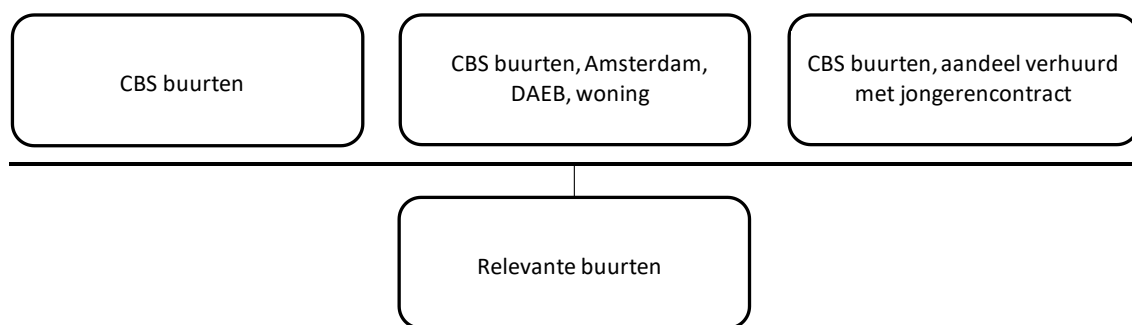 CBS buurten
CBS buurten, Amsterdam,
DAEB, woning
CBS buurten, aandeel verhuurd
met jongerencontract
Relevante buurten